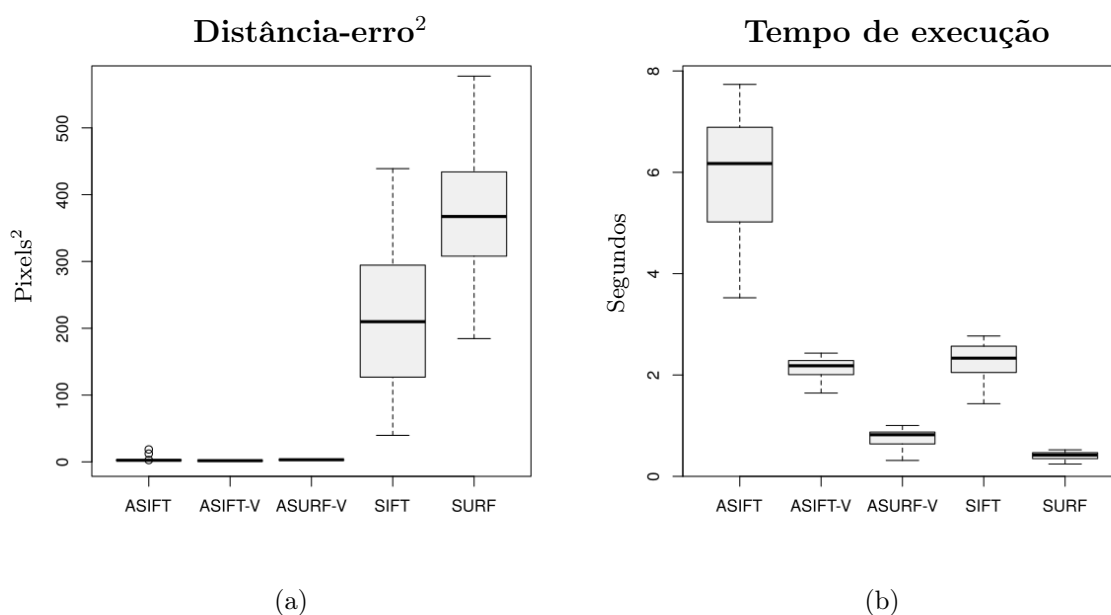 Distância-erro²
Pixels²
0 100 200 300 400 500
ASIFT ASIFT-V ASURF-V SIFT SURF
(a)
Tempo de execução
Segundos
0 2 4 6 8
ASIFT ASIFT-V ASURF-V SIFT SURF
(b)